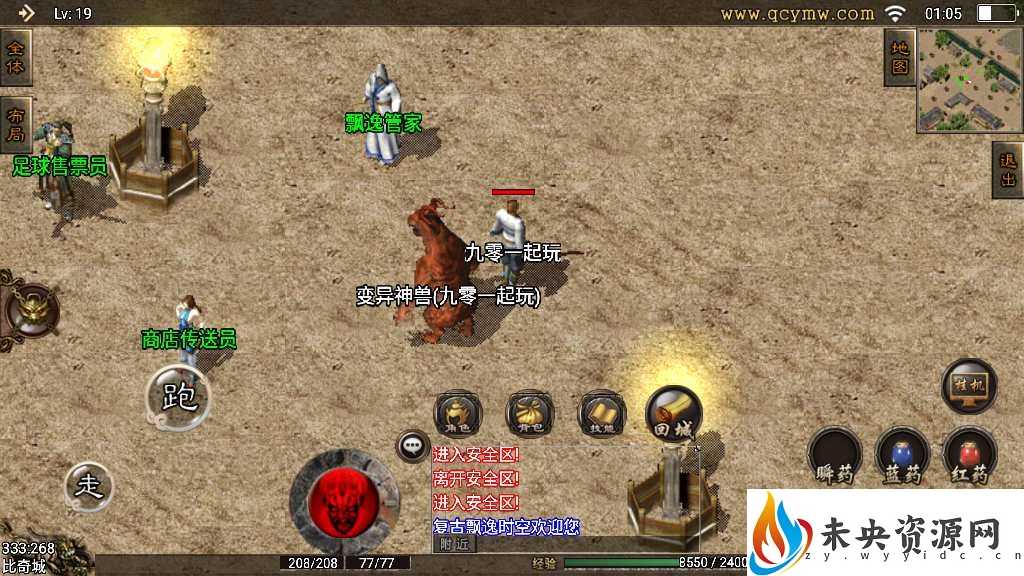 Lv: 19
www.qcymw.com
01:05
全体
地图
布局
飘逸管家
足球售票员
退出
九零一起玩
变异神兽(九零一起玩)
商店传送员
跑
挂机
角色
背包
技能
回城
进入安全区!
离开安全区!
进入安全区!
复古飘逸时空欢迎您
附近
瞬药
蓝药
红药
走
333:268
比奇城
208/208
77/77
经验
8550 / 2400
未央资源网
zy.wyyidc.cn